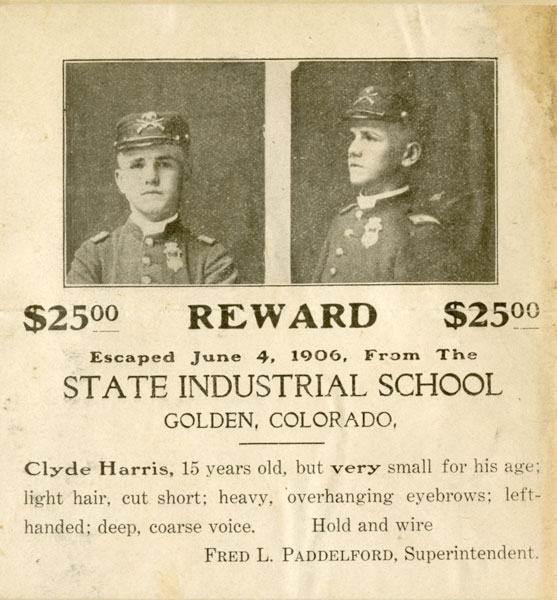 $25 00 REWARD $25 00
Escaped June 4, 1906, From The
STATE INDUSTRIAL SCHOOL
GOLDEN, COLORADO,
Clyde Harris, 15 years old, but very small for his age;
light hair, cut short; heavy, overhanging eyebrows; left-
handed; deep, coarse voice. Hold and wire
FRED L. PADDELFORD, Superintendent.